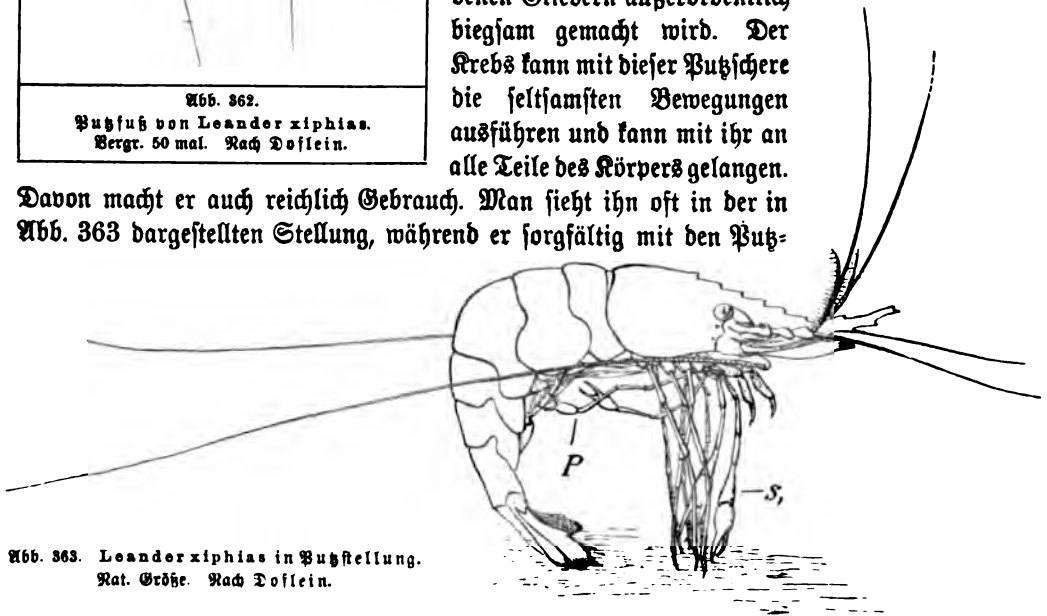 Abb. 362.
Putzfuß von Leander xiphias.
Vergr. 50 mal. Nach Doflein.
denen Gliedern außerordentlich
biegsam gemacht wird. Der
Krebs kann mit dieser Putzschere
die seltsamsten Bewegungen
ausführen und kann mit ihr an
alle Teile des Körpers gelangen.
Davon macht er auch reichlich Gebrauch. Man sieht ihn oft in der in
Abb. 363 dargestellten Stellung, während er sorgfältig mit den Putz-
P
s,
Abb. 363. Leander xiphias in Putzstellung.
Nat. Größe. Nach Doflein.